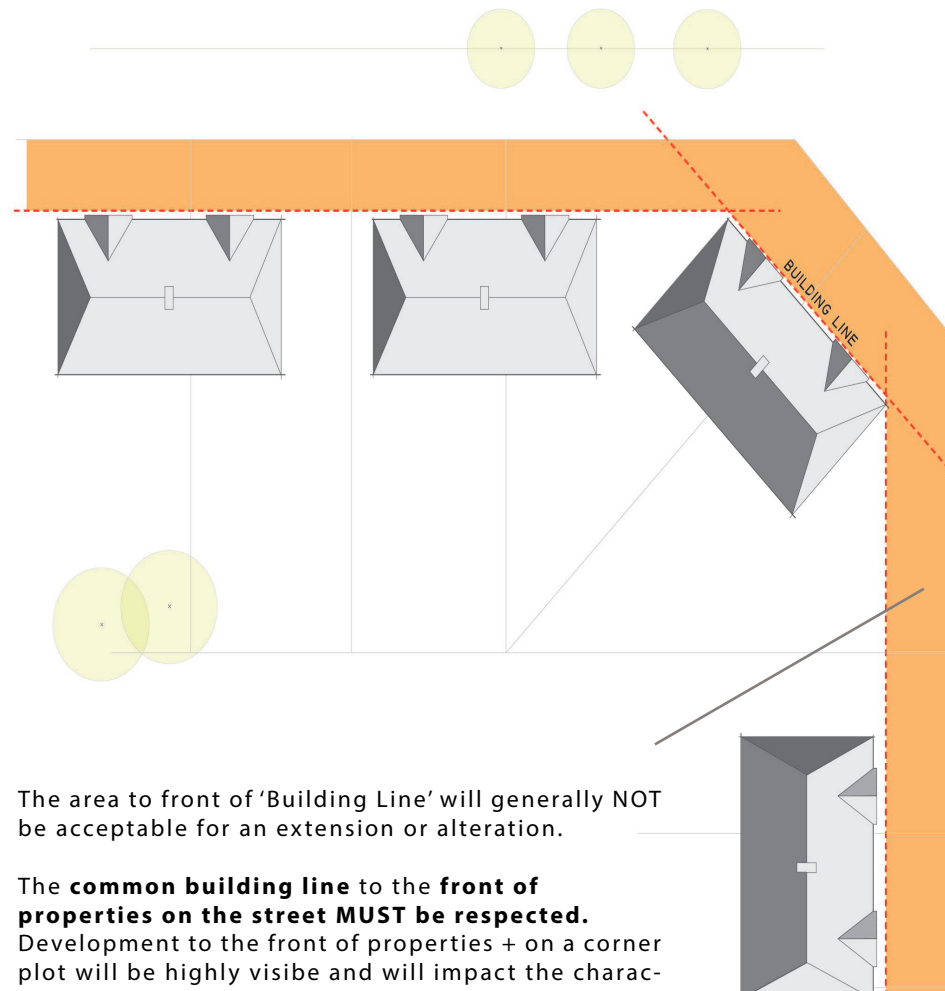 BUILDING LINE
The area to front of ‘Building Line’ will generally NOT
be acceptable for an extension or alteration.
The common building line to the front of
properties on the street MUST be respected.
Development to the front of properties + on a corner
plot will be highly visibe and will impact the charac-